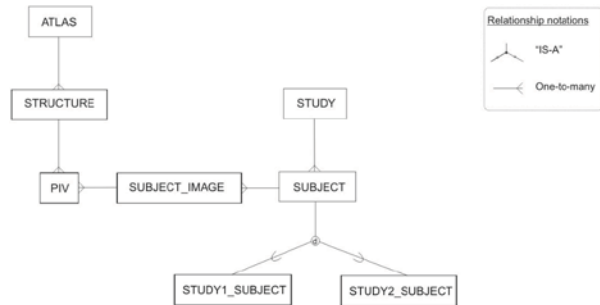 ATLAS
Relationship notations
"IS-A"
One-to-many
STRUCTURE
STUDY
PIV
SUBJECT_IMAGE
SUBJECT
d
STUDY1_SUBJECT
STUDY2_SUBJECT